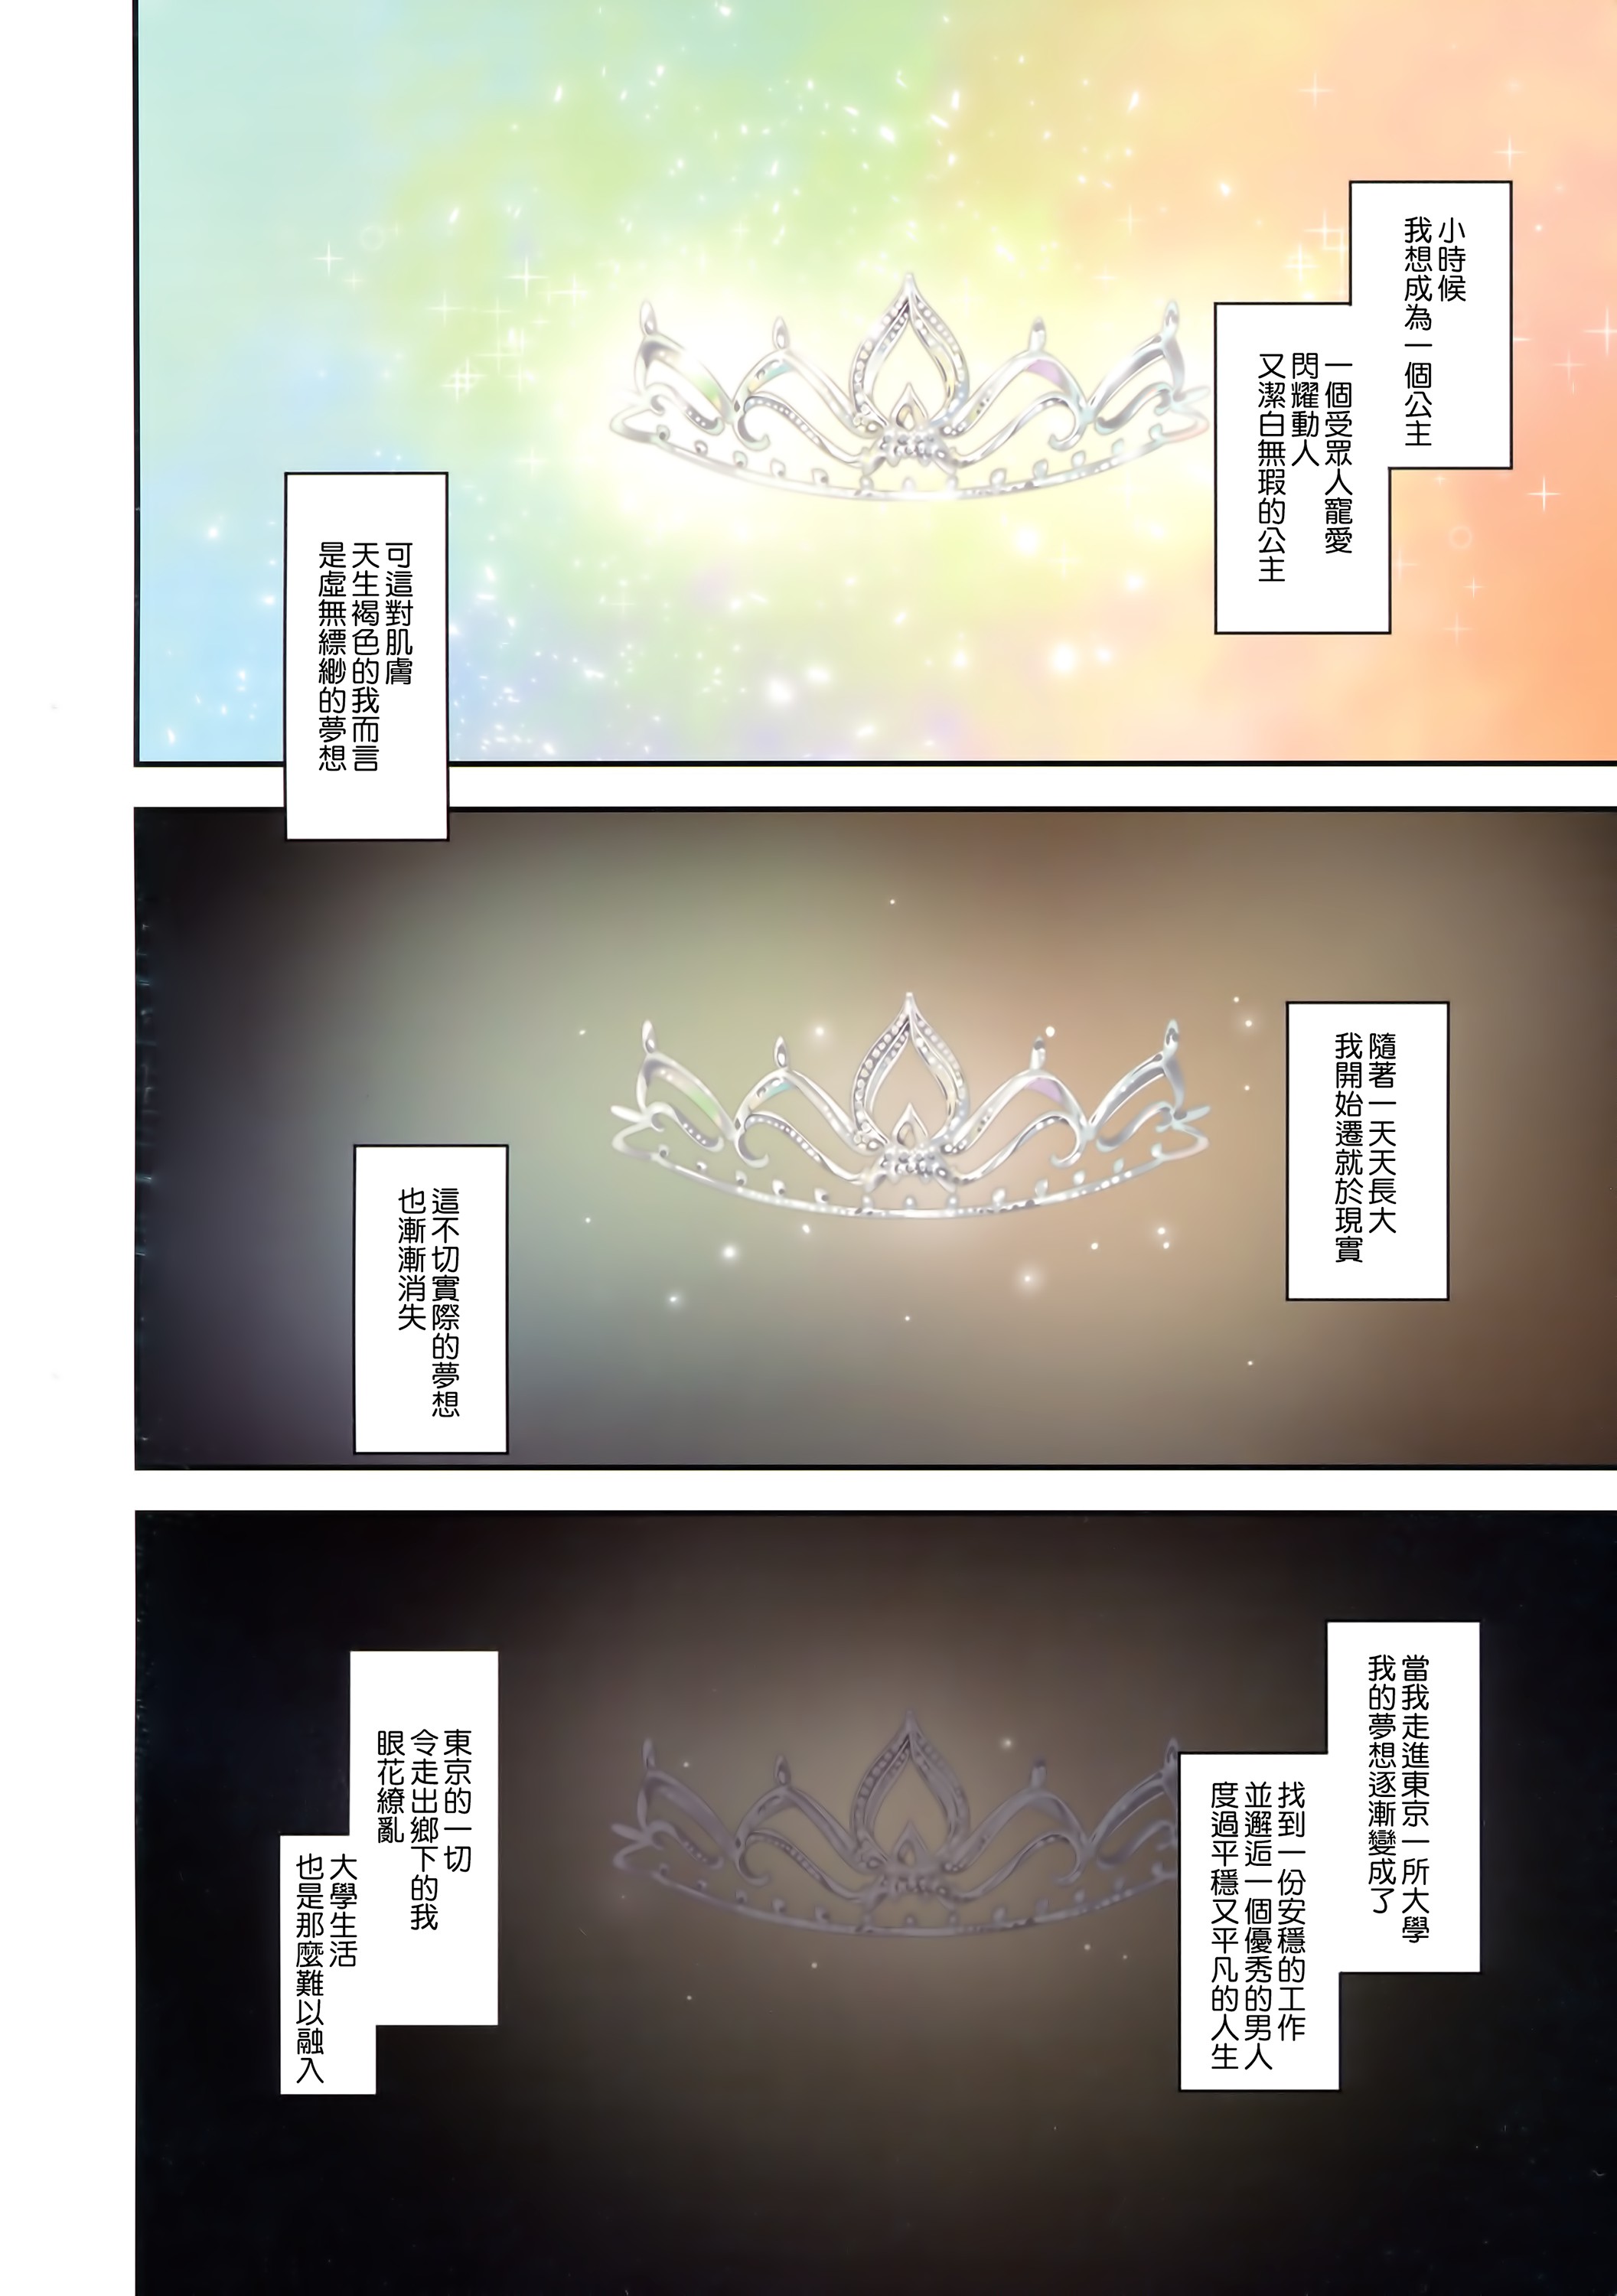 小時候
我想成為一個公主
一個受眾人寵愛
閃耀動人
又潔白無瑕的公主
可這對肌膚
天生褐色的我而言
是虛無縹緲的夢想
隨著一天天長大
我開始遷就於現實
這不切實際的夢想
也漸漸消失
當我走進東京一所大學
我的夢想逐漸變成了
找到一份安穩的工作
並邂逅一個優秀的男人
度過平穩又平凡的人生
東京的一切
令走出鄉下的我
眼花繚亂
大學生活
也是那麼難以融入